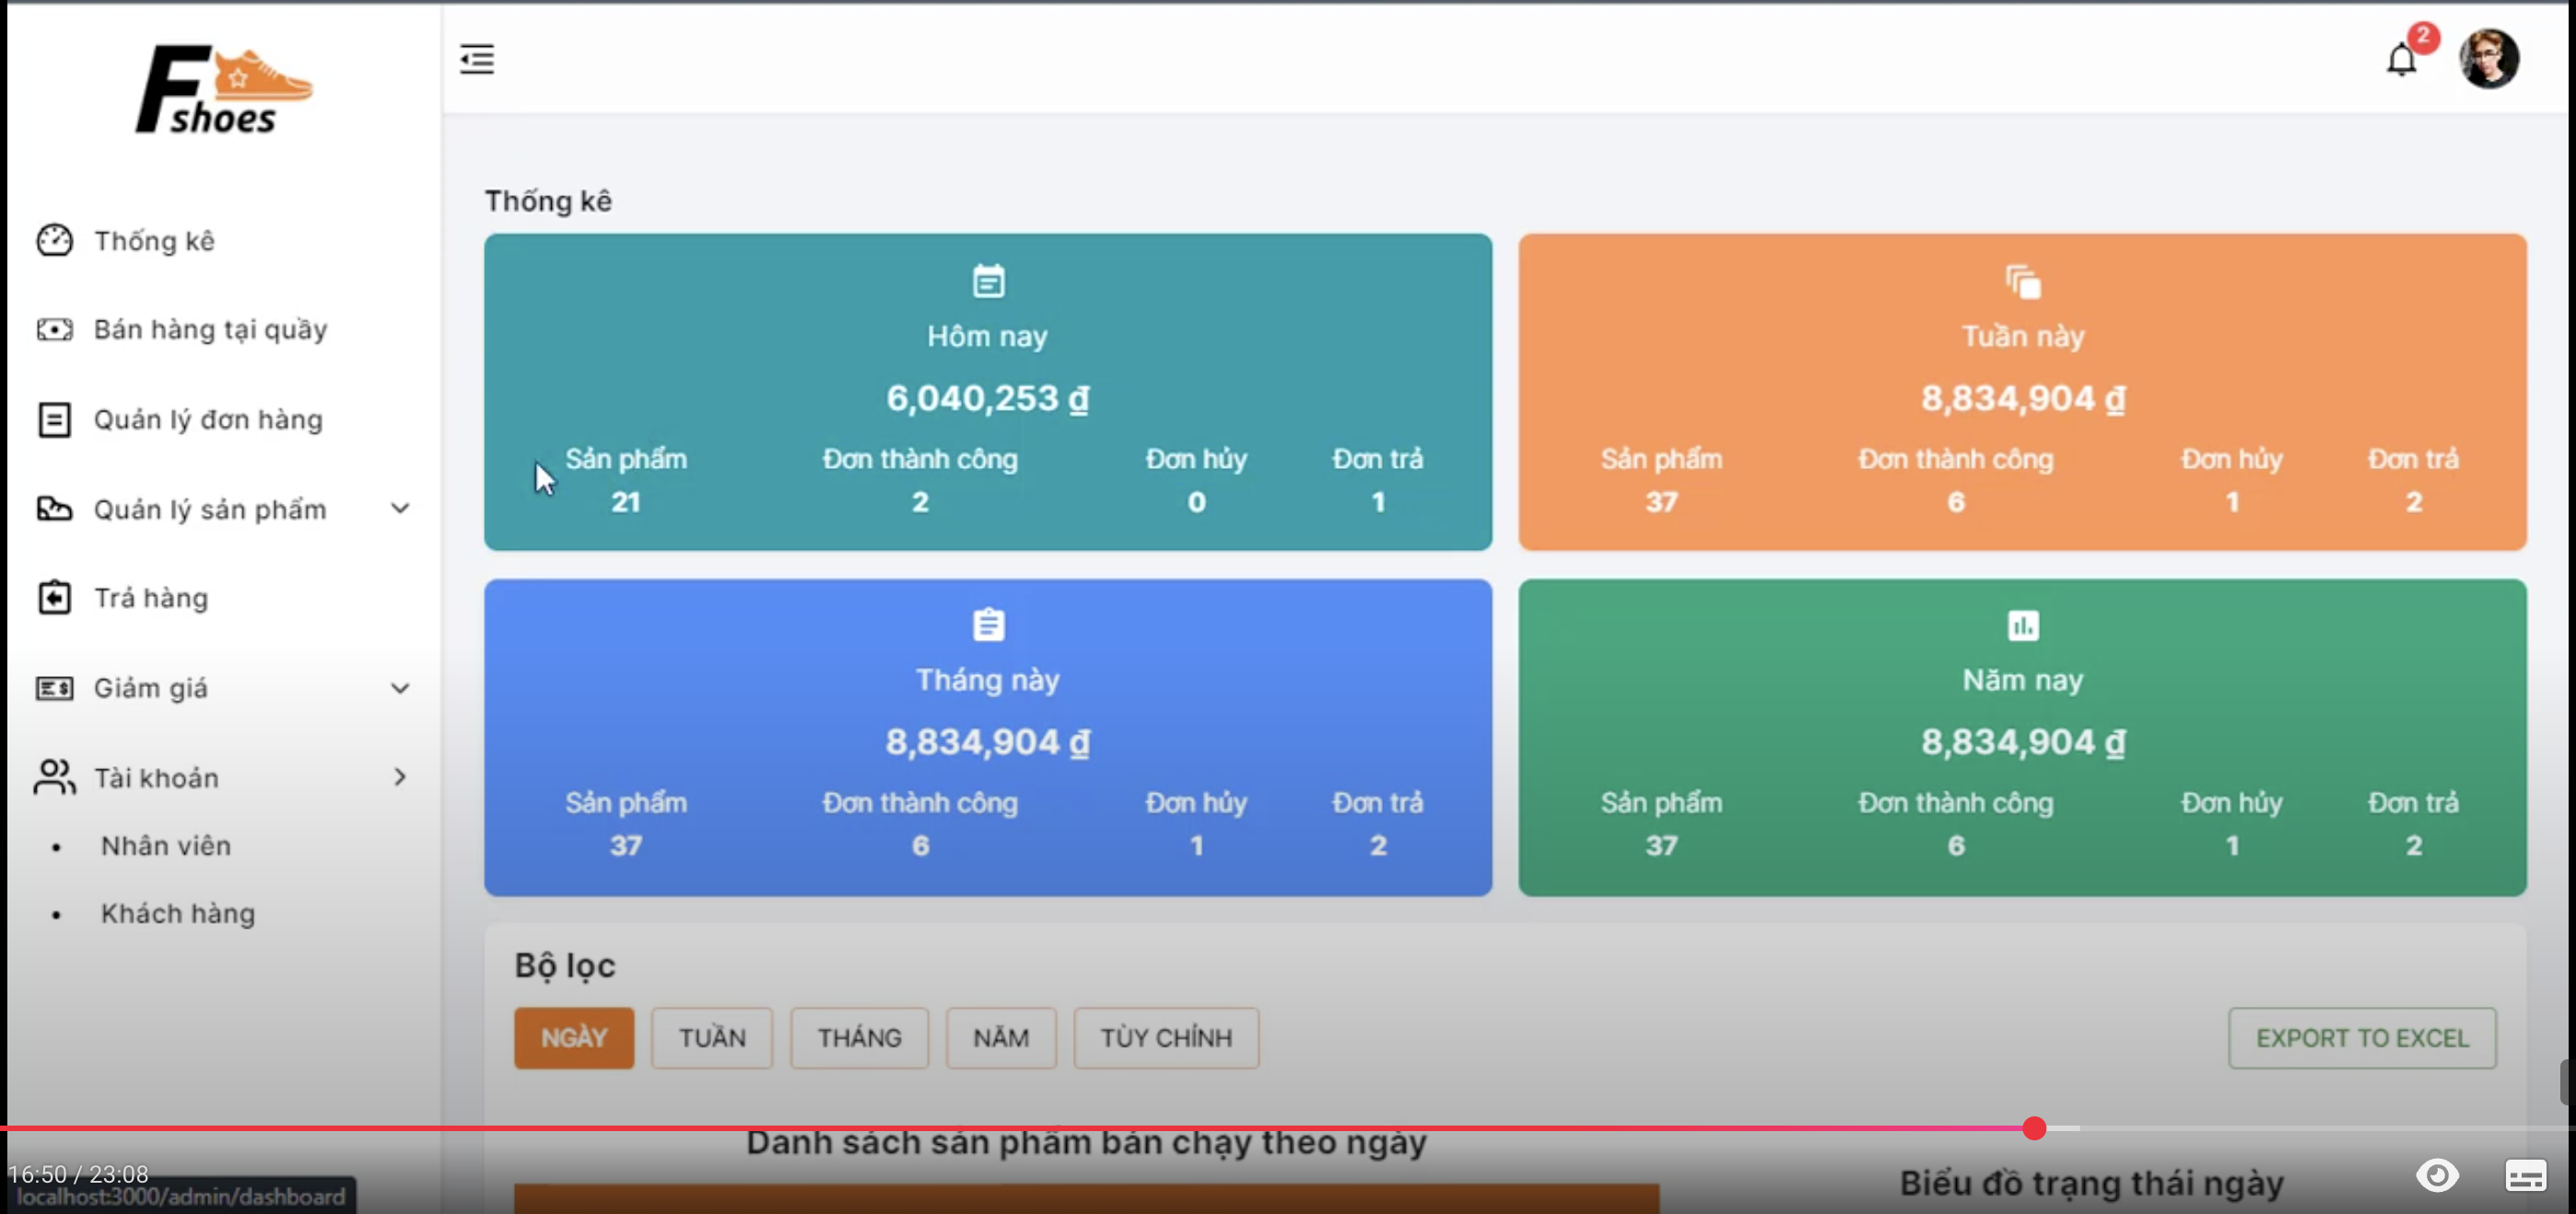 F
shoes
2
Thống kê
Bán hàng tại quầy
Quản lý đơn hàng
Quản lý sản phẩm
Trả hàng
Giảm giá
Tài khoản
Nhân viên
Khách hàng
Thống kê
Hôm nay
6,040,253 ₫
Sản phẩm Đơn thành công Đơn hủy Đơn trả
21 2 0 1
Tuần này
8,834,904 ₫
Sản phẩm Đơn thành công Đơn hủy Đơn trả
37 6 1 2
Tháng này
8,834,904 ₫
Sản phẩm Đơn thành công Đơn hủy Đơn trả
37 6 1 2
Năm nay
8,834,904 ₫
Sản phẩm Đơn thành công Đơn hủy Đơn trả
37 6 1 2
Bộ lọc
NGÀY TUẦN THÁNG NĂM TÙY CHỈNH EXPORT TO EXCEL
Danh sách sản phẩm bán chạy theo ngày
Biểu đồ trạng thái ngày
16:50 / 23:08
localhost:3000/admin/dashboard